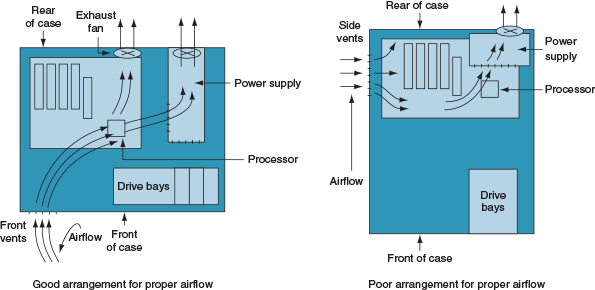 Rear
of case
Exhaust
fan
Power supply
Processor
Drive bays
Front
vents
Airflow
Front
of case
Good arrangement for proper airflow
Rear of case
Side
vents
Power
supply
Processor
Airflow
Drive
bays
Front of case
Poor arrangement for proper airflow